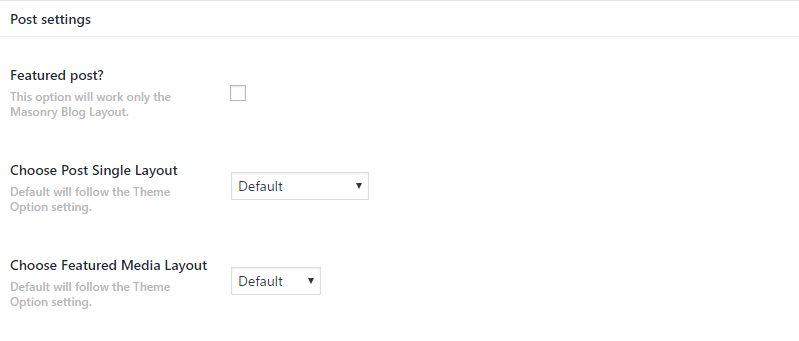 Post settings
Featured post?
This option will work only the
Masonry Blog Layout.
Choose Post Single Layout
Default will follow the Theme
Option setting.
Default
Choose Featured Media Layout
Default will follow the Theme
Option setting.
Default